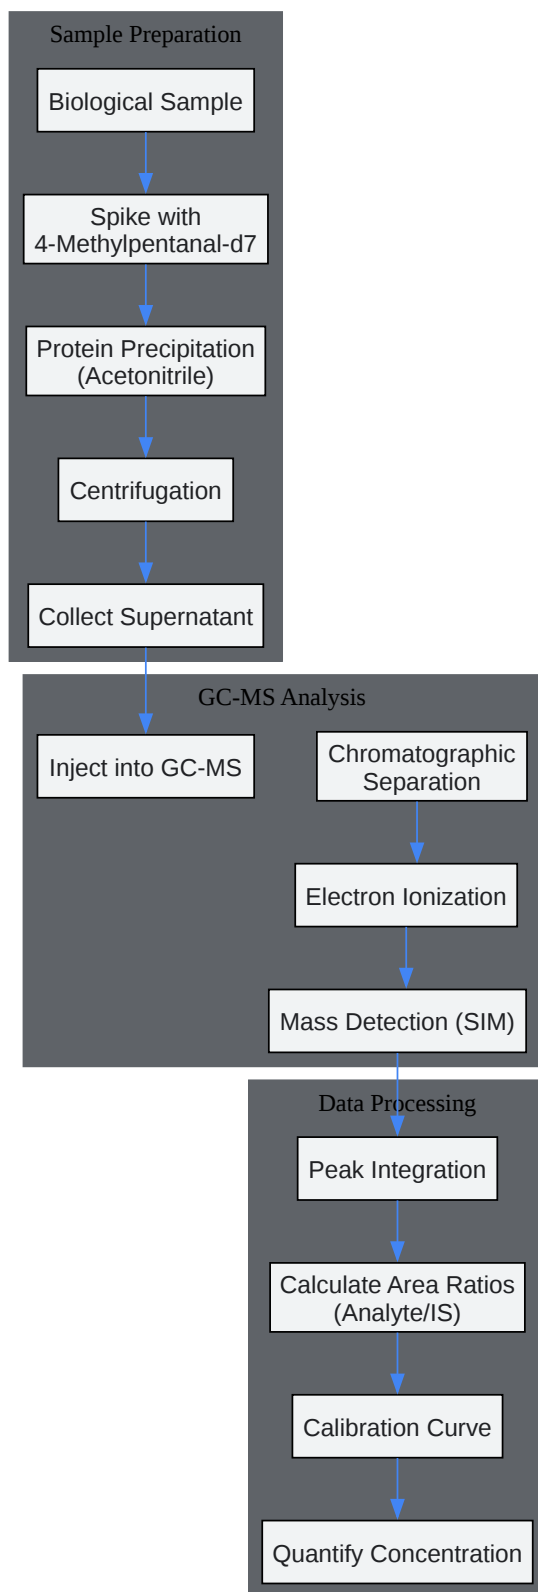 Sample Preparation
Biological Sample
Spike with
4-Methylpentanal-d7
Protein Precipitation
(Acetonitrile)
Centrifugation
Collect Supernatant
GC-MS Analysis
Inject into GC-MS
Chromatographic
Separation
Electron Ionization
Mass Detection (SIM)
Data Processing
Peak Integration
Calculate Area Ratios
(Analyte/IS)
Calibration Curve
Quantify Concentration